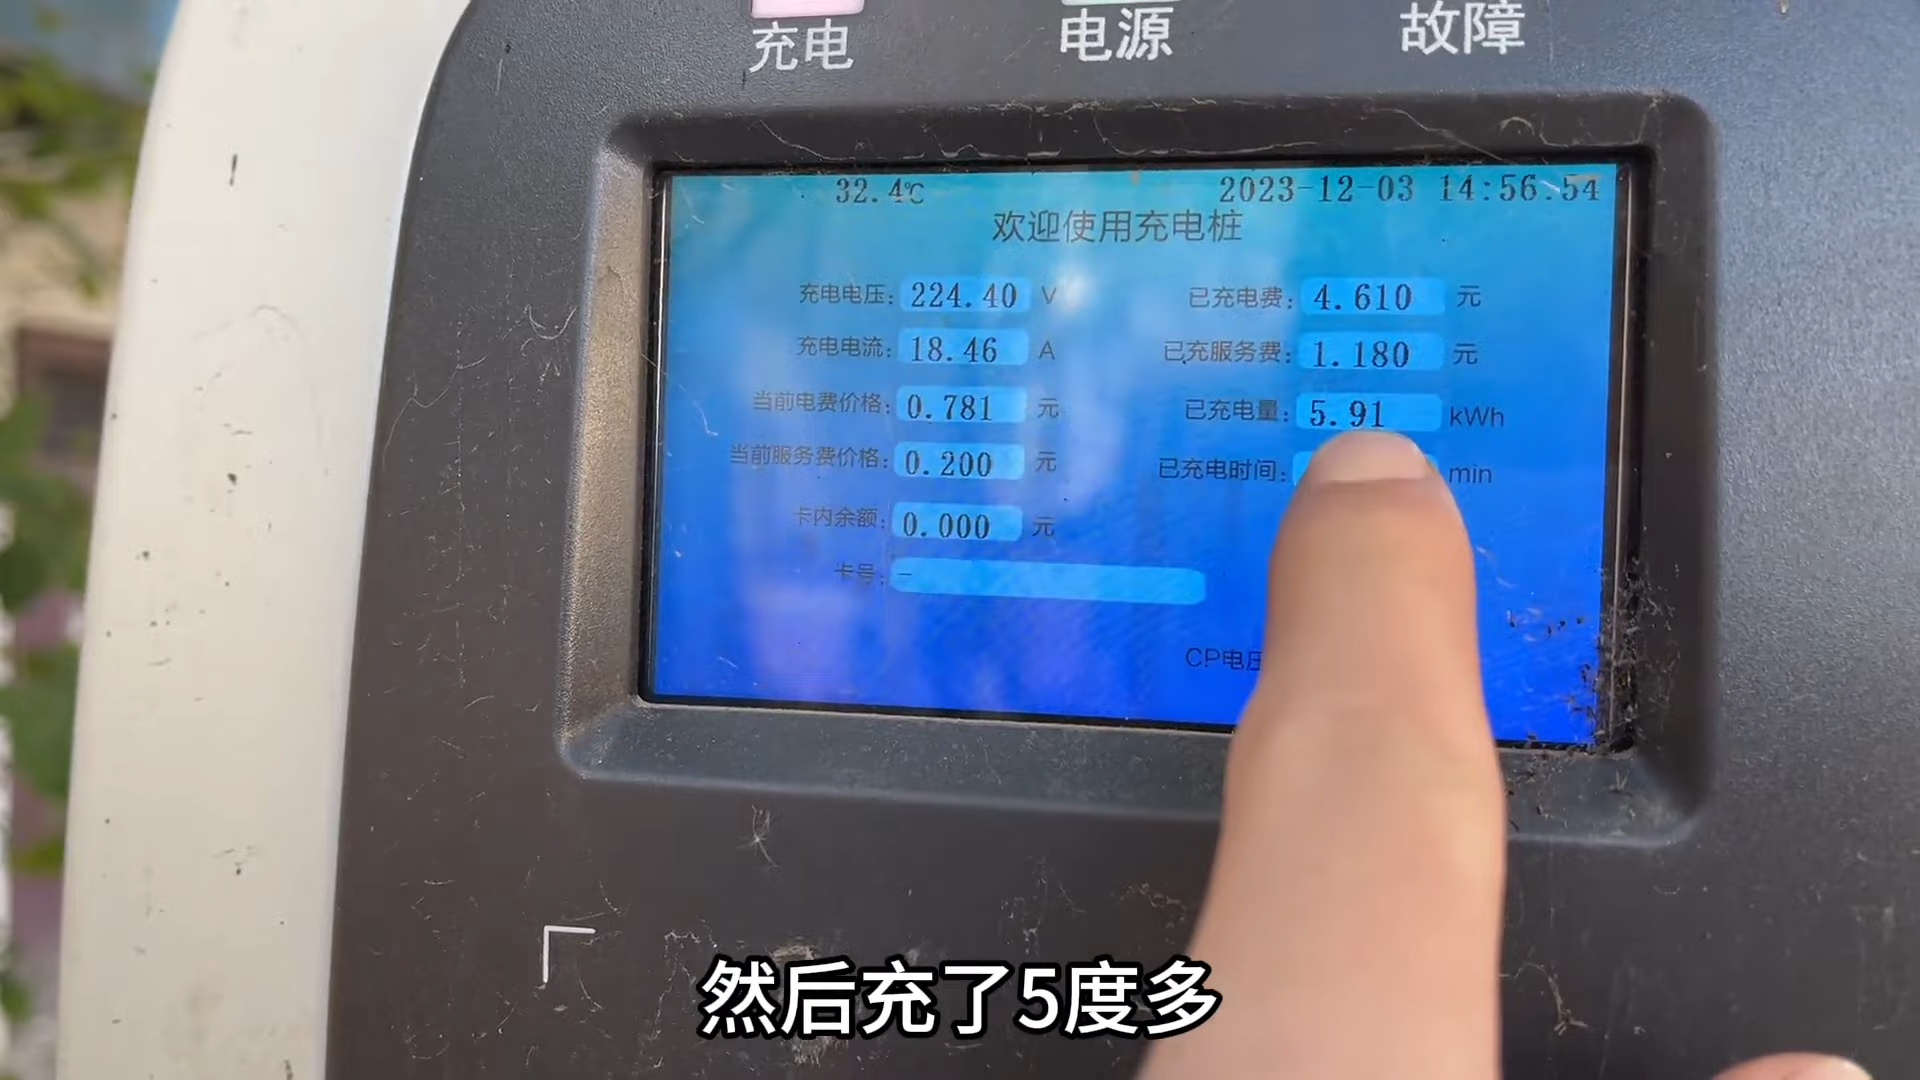 充电 电源 故障
32.4℃ 2023-12-03 14:56:54
欢迎使用充电桩
充电电压: 224.40 V 已充电费: 4.610 元
充电电流: 18.46 A 已充服务费: 1.180 元
当前电费价格: 0.781 元 已充电量: 5.91 kWh
当前服务费价格: 0.200 元 已充电时间: min
卡内余额: 0.000 元
卡号: -
CP电压
然后充了5度多